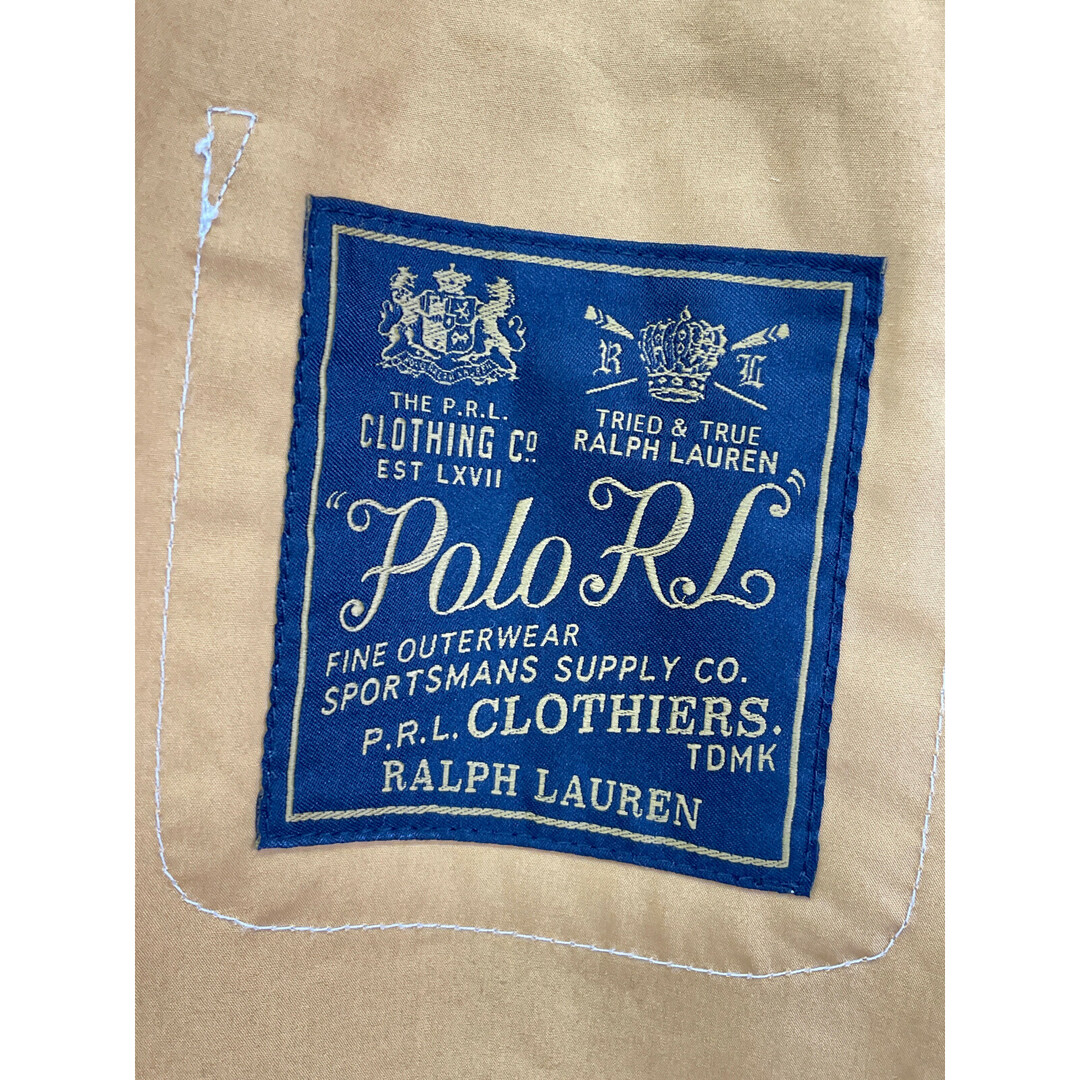 THE P.R.L.
CLOTHING Cº.
EST LXVII
R L
TRIED & TRUE
RALPH LAUREN
"Polo RL"
FINE OUTERWEAR
SPORTSMANS SUPPLY CO.
P.R.L. CLOTHIERS.
TDMK
RALPH LAUREN